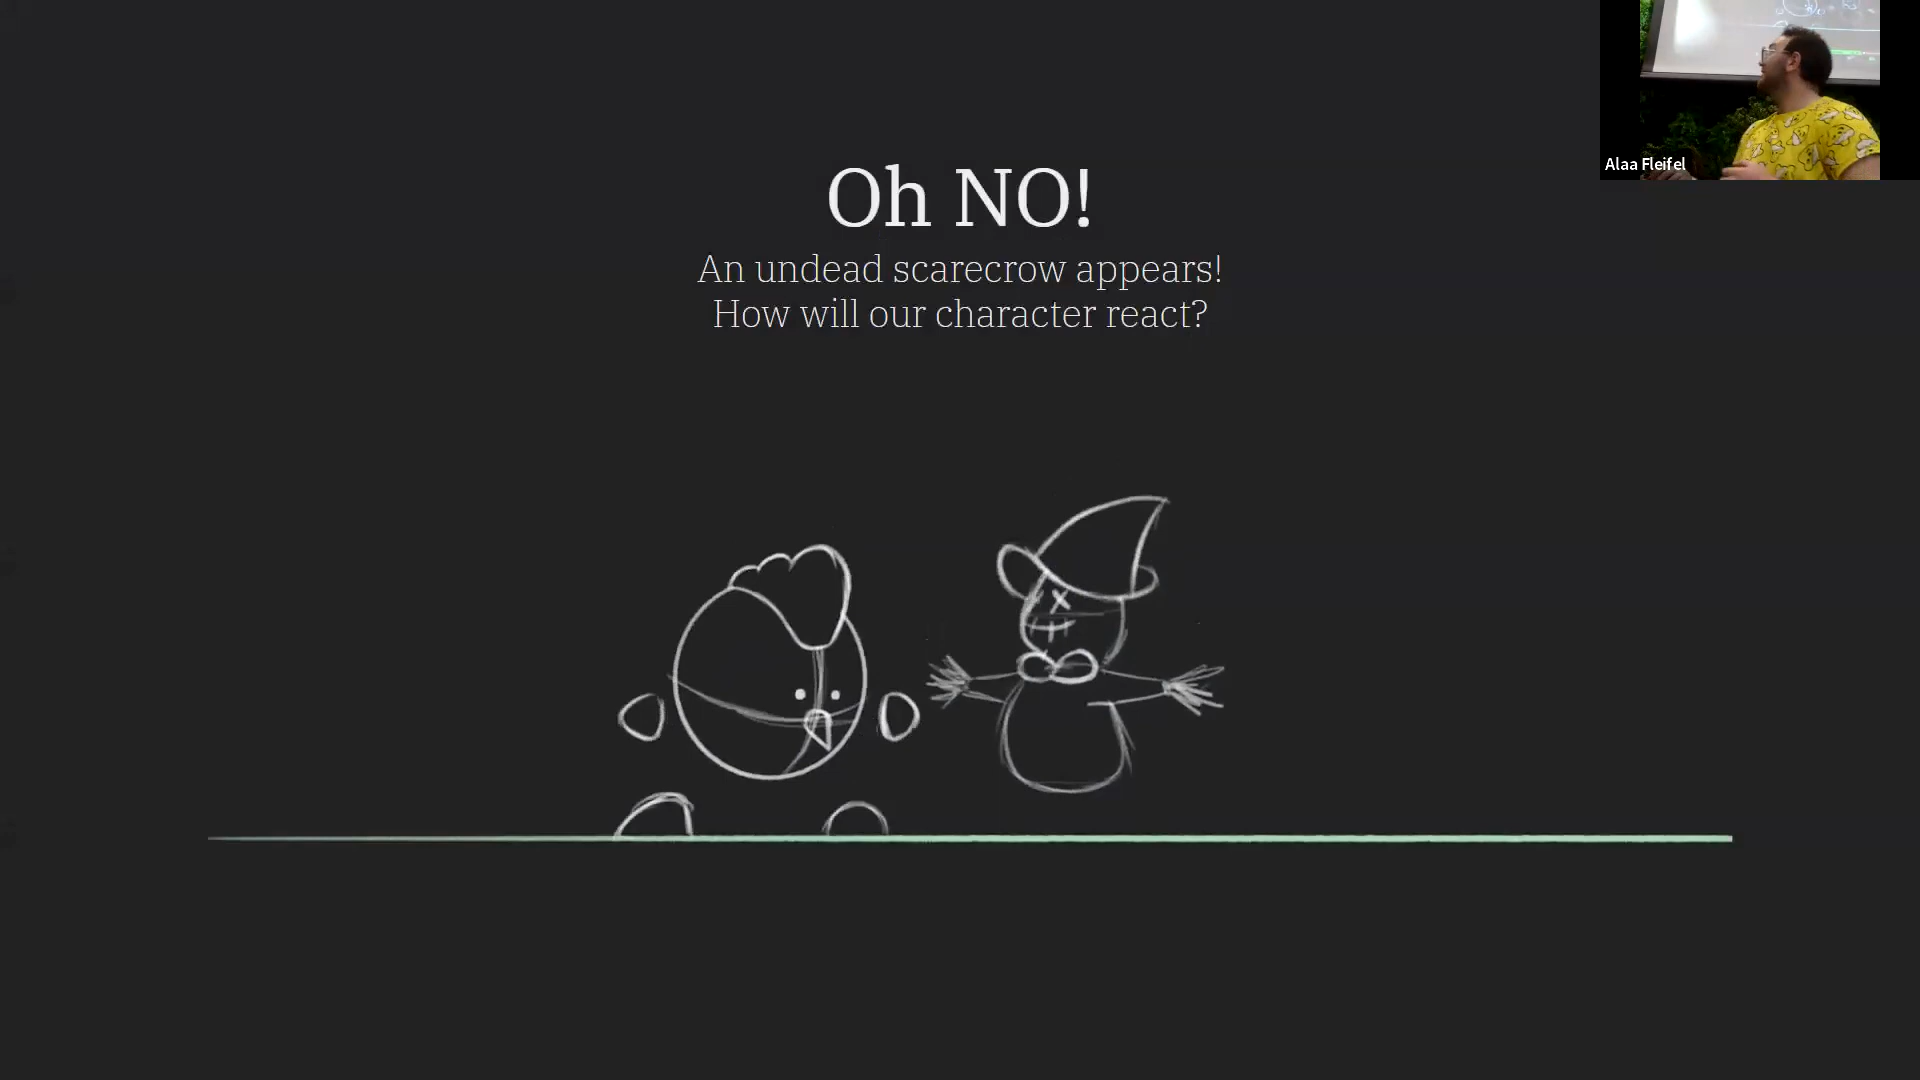 Oh NO!
An undead scarecrow appears!
How will our character react?
Alaa Fleifel